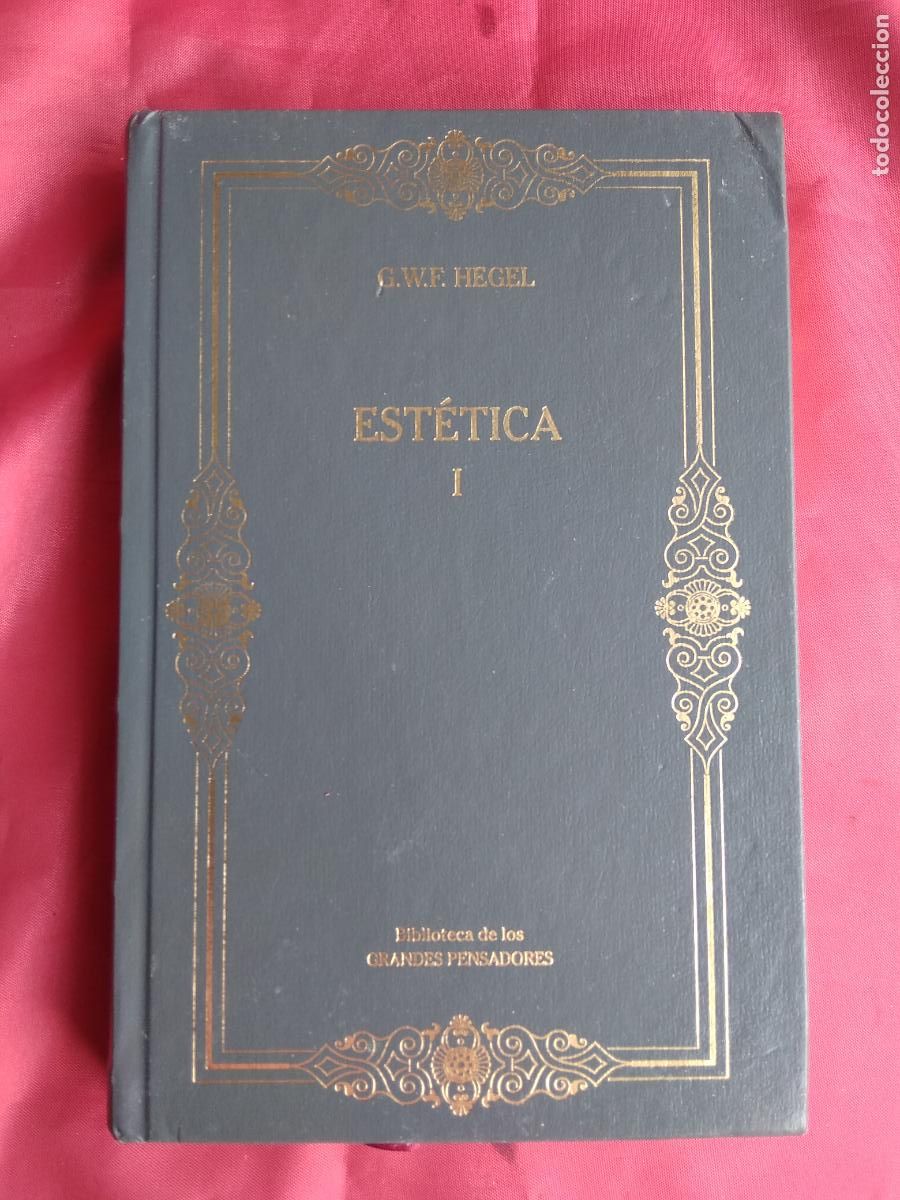 todocoleccion
G.W.F. HEGEL
ESTÉTICA
I
Biblioteca de los
GRANDES PENSADORES